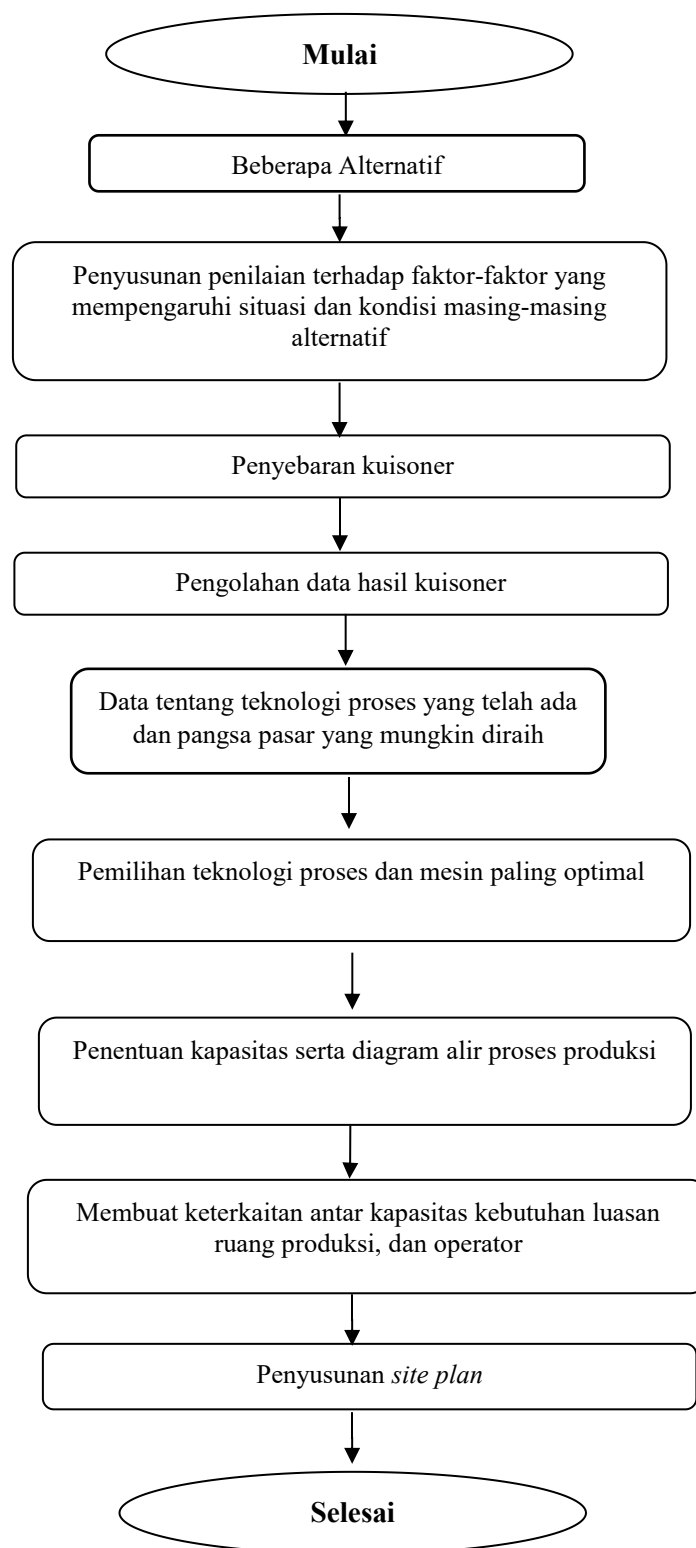 Mulai
Beberapa Alternatif
Penyusunan penilaian terhadap faktor-faktor yang
mempengaruhi situasi dan kondisi masing-masing
alternatif
Penyebaran kuisoner
Pengolahan data hasil kuisoner
Data tentang teknologi proses yang telah ada
dan pangsa pasar yang mungkin diraih
Pemilihan teknologi proses dan mesin paling optimal
Penentuan kapasitas serta diagram alir proses produksi
Membuat keterkaitan antar kapasitas kebutuhan luasan
ruang produksi, dan operator
Penyusunan site plan
Selesai